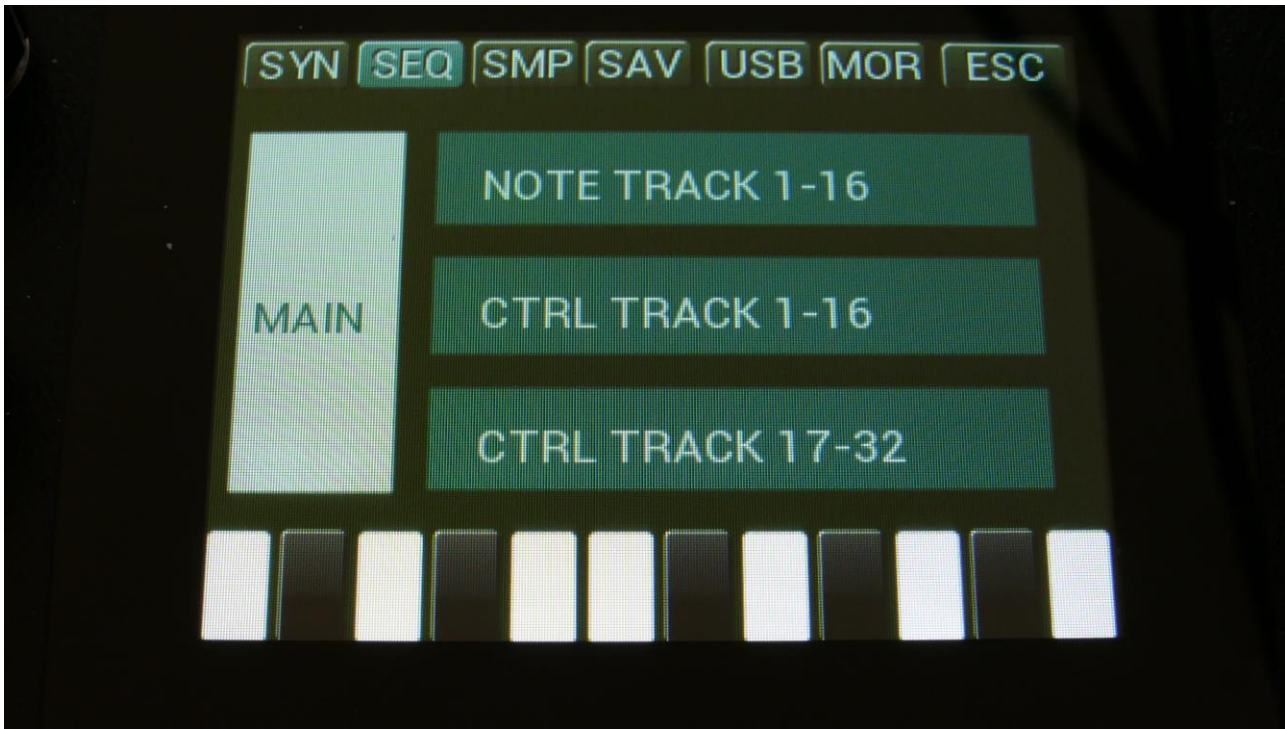 SYN SEQ SMP SAV USB MOR ESC
NOTE TRACK 1-16
MAIN CTRL TRACK 1-16
CTRL TRACK 17-32